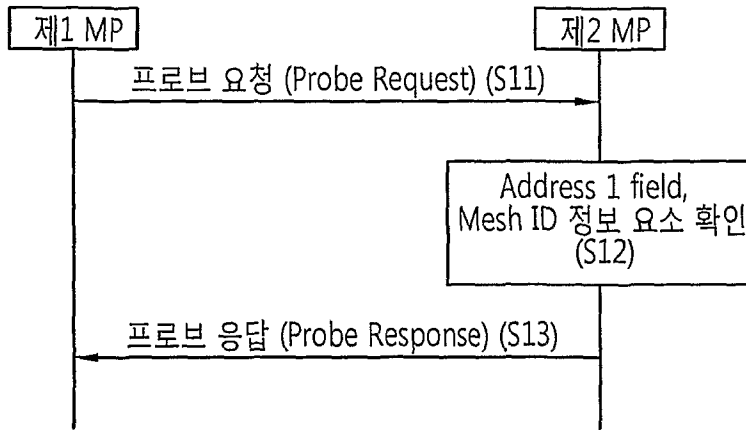 제1 MP
제2 MP
프로브 요청 (Probe Request) (S11)
Address 1 field,
Mesh ID 정보 요소 확인
(S12)
프로브 응답 (Probe Response) (S13)